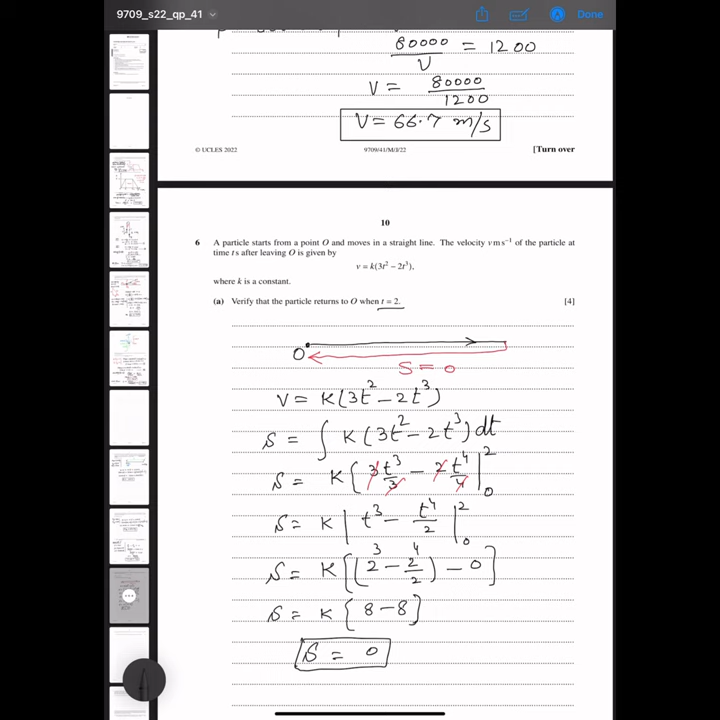 9709_s22_qp_41
Done
80000/V = 1200
V = 80000/1200
V = 66.7 m/s
© UCLES 2022 9709/41/M/J/22 [Turn over
10
6 A particle starts from a point O and moves in a straight line. The velocity v m s⁻¹ of the particle at
time t s after leaving O is given by
v = k(3t² − 2t³),
where k is a constant.
(a) Verify that the particle returns to O when t = 2. [4]
O
S = 0
V = K(3t² − 2t³)
S = ∫ K(3t² − 2t³) dt
S = K[3t³/3 − 2t⁴/4]₀²
S = K|t³ − t⁴/2|₀²
S = K[(2³ − 2⁴/2) − 0]
S = K[8 − 8]
S = 0